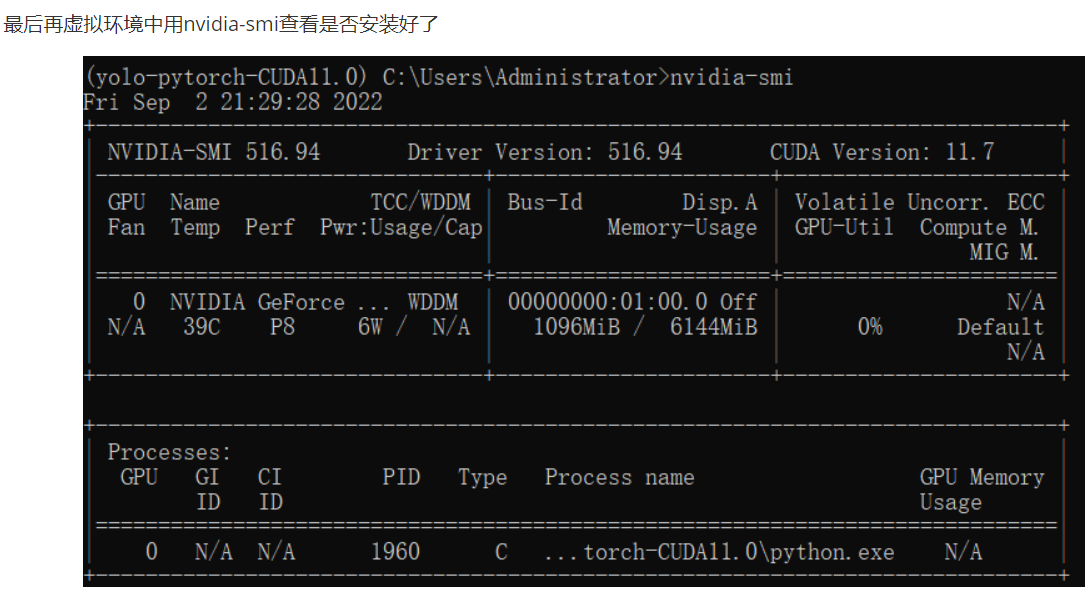 最后再虚拟环境中用nvidia-smi查看是否安装好了
(yolo-pytorch-CUDA11.0) C:\Users\Administrator>nvidia-smi
Fri Sep  2 21:29:28 2022
NVIDIA-SMI 516.94       Driver Version: 516.94       CUDA Version: 11.7
GPU  Name            TCC/WDDM  Bus-Id        Disp.A  Volatile Uncorr. ECC
Fan  Temp  Perf  Pwr:Usage/Cap         Memory-Usage  GPU-Util  Compute M.
MIG M.
0  NVIDIA GeForce ...  WDDM  00000000:01:00.0 Off  N/A
N/A   39C    P8     6W /  N/A   1096MiB /  6144MiB      0%      Default
N/A
Processes:
GPU   GI   CI        PID   Type   Process name                  GPU Memory
ID   ID                                                   Usage
0   N/A  N/A      1960      C   ...torch-CUDA11.0\python.exe    N/A